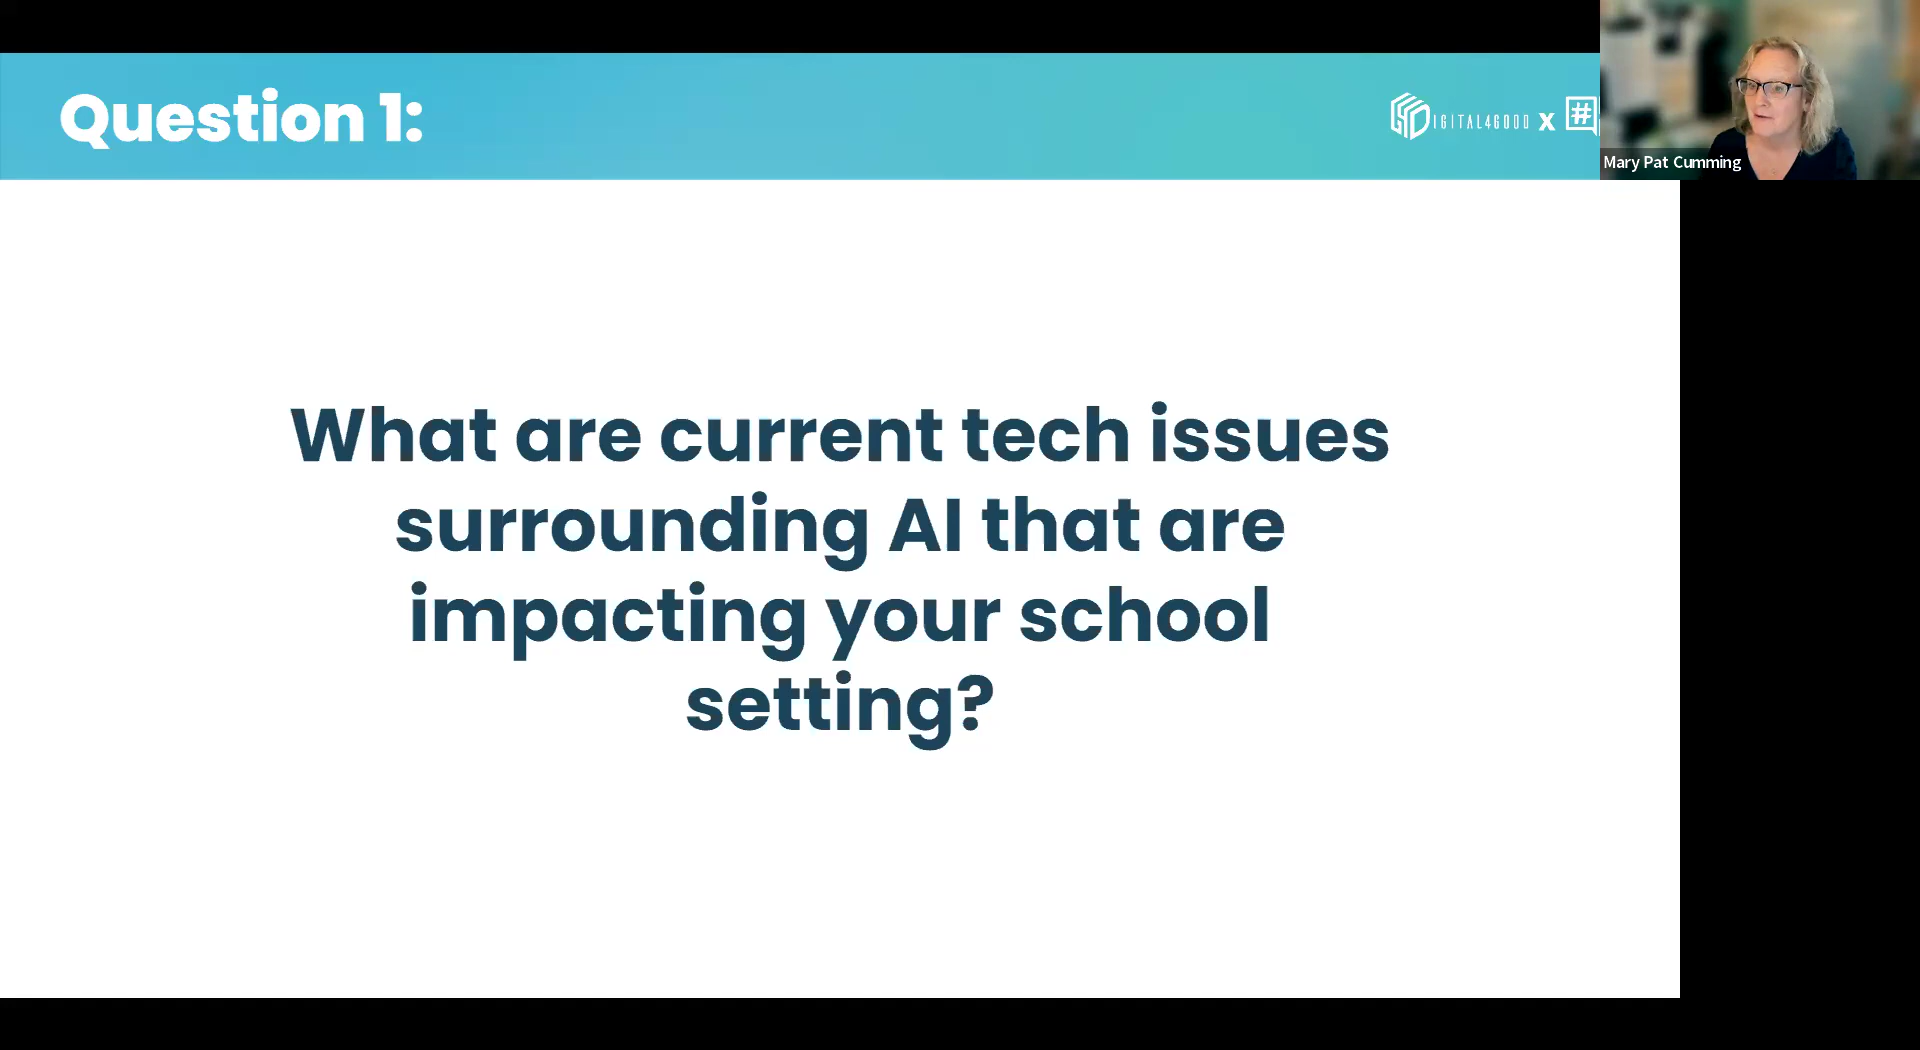 Question 1:
DIGITAL4GOOD X #
Mary Pat Cumming
What are current tech issues
surrounding AI that are
impacting your school
setting?